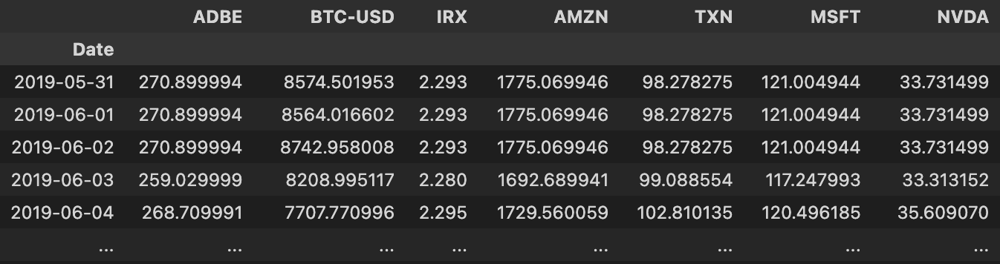 ADBE BTC-USD IRX AMZN TXN MSFT NVDA
Date
2019-05-31 270.899994 8574.501953 2.293 1775.069946 98.278275 121.004944 33.731499
2019-06-01 270.899994 8564.016602 2.293 1775.069946 98.278275 121.004944 33.731499
2019-06-02 270.899994 8742.958008 2.293 1775.069946 98.278275 121.004944 33.731499
2019-06-03 259.029999 8208.995117 2.280 1692.689941 99.088554 117.247993 33.313152
2019-06-04 268.709991 7707.770996 2.295 1729.560059 102.810135 120.496185 35.609070
... ... ... ... ... ... ... ...